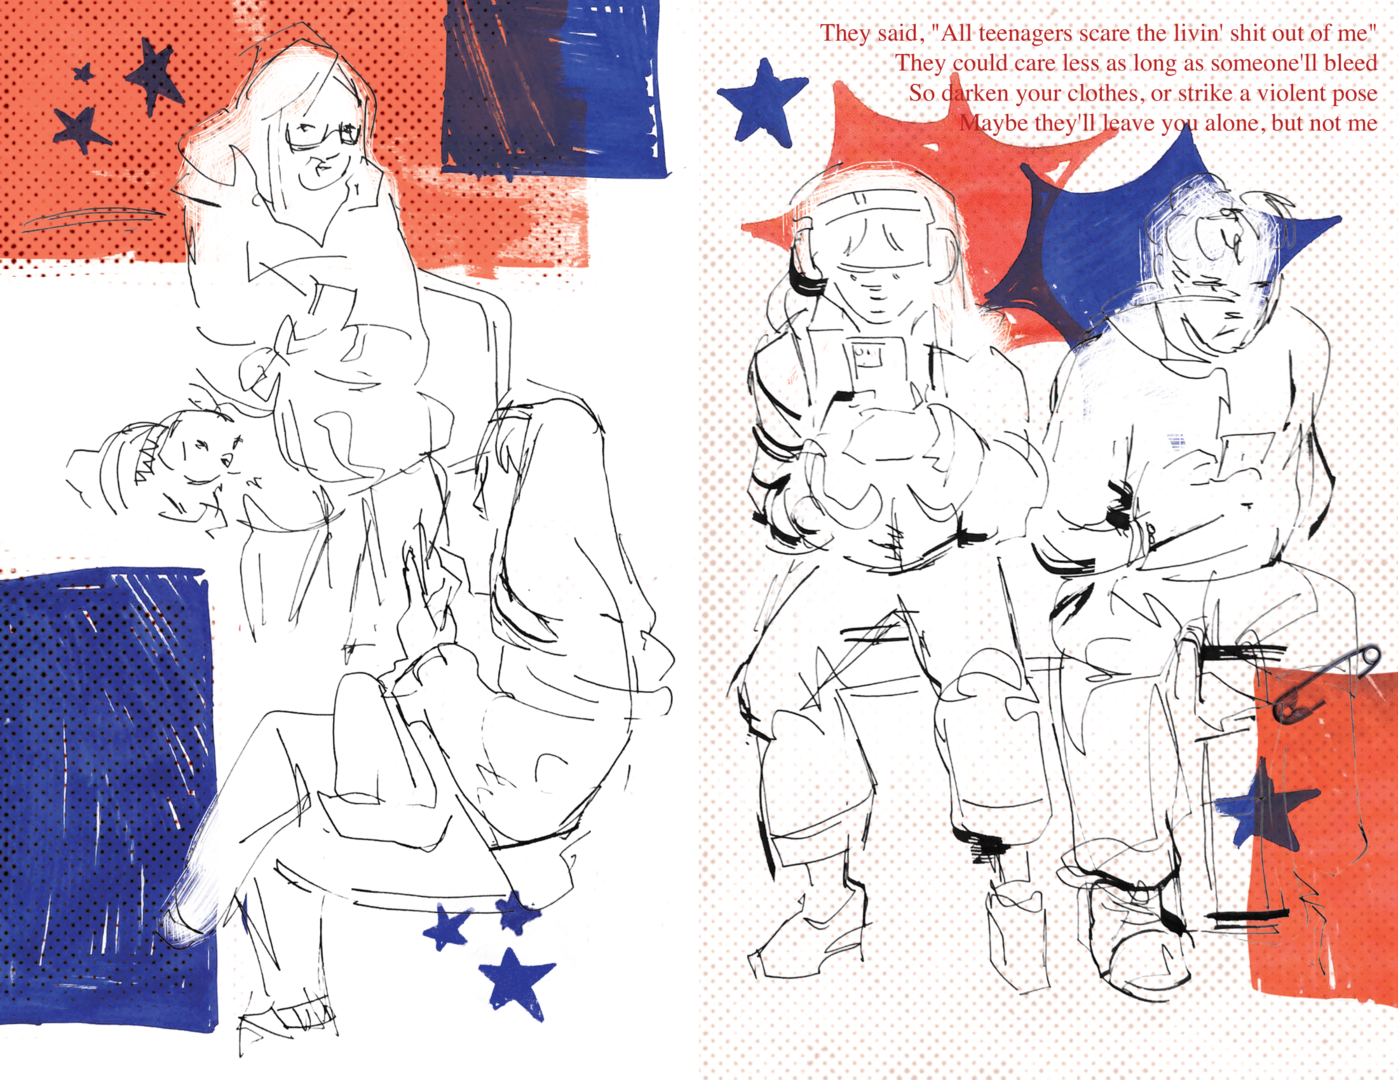 They said, "All teenagers scare the livin' shit out of me"
They could care less as long as someone'll bleed
So darken your clothes, or strike a violent pose
Maybe they'll leave you alone, but not me